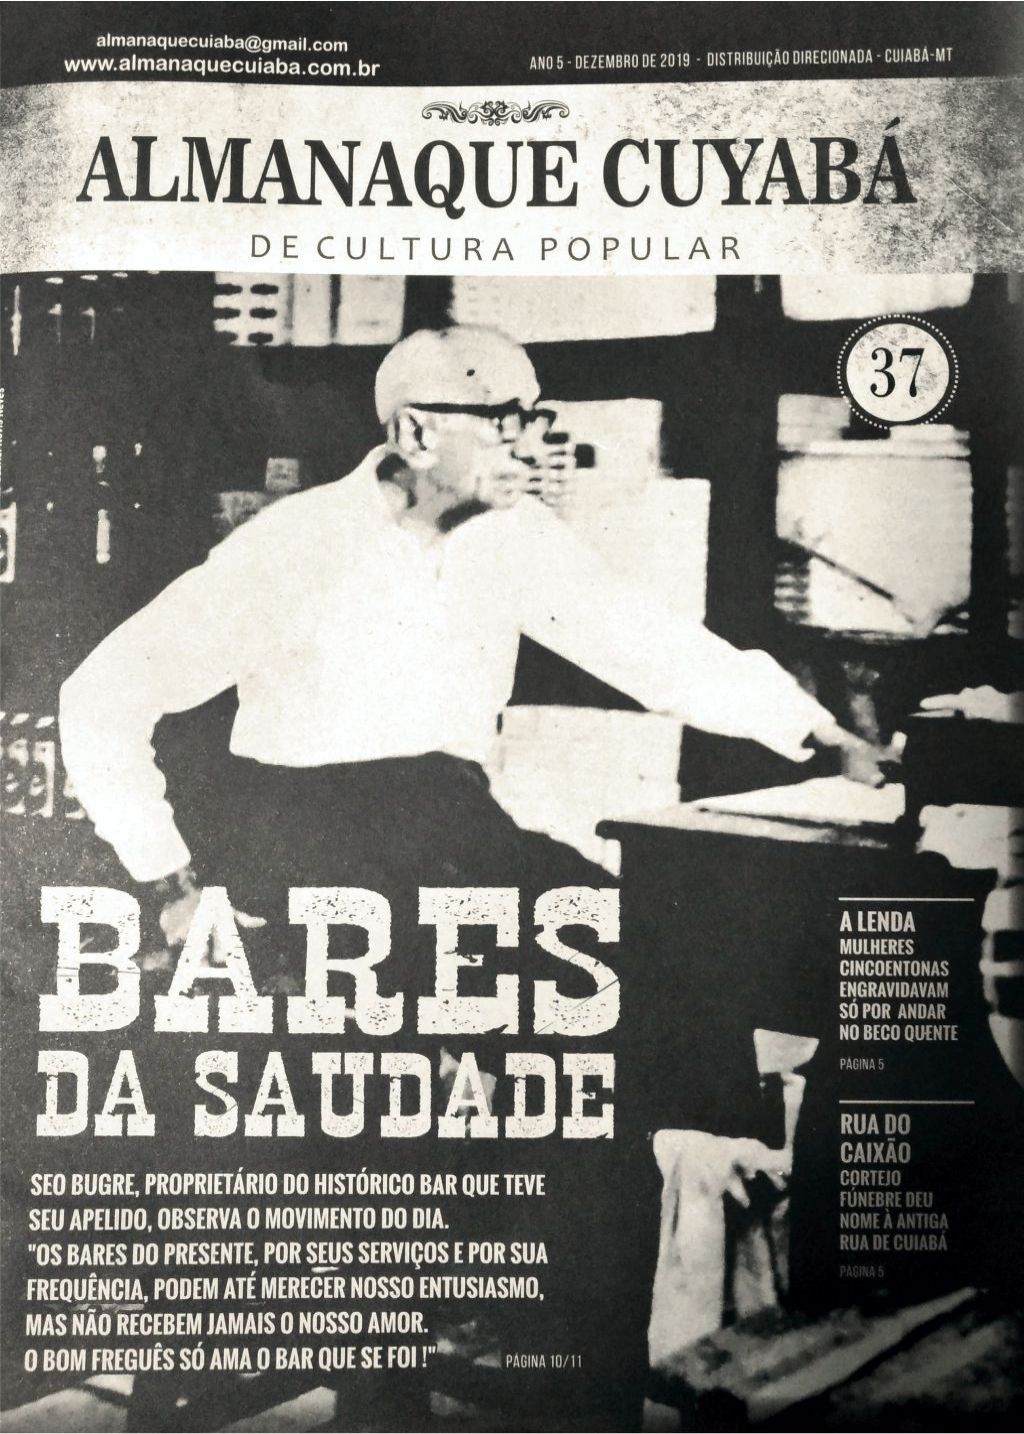 almanaquecuiaba@gmail.com
www.almanaquecuiaba.com.br
ANO 5 - DEZEMBRO DE 2019 - DISTRIBUIÇÃO DIRECIONADA - CUIABÁ-MT
ALMANAQUE CUYABÁ
DE CULTURA POPULAR
37
BARES
DA SAUDADE
SEO BUGRE, PROPRIETÁRIO DO HISTÓRICO BAR QUE TEVE
SEU APELIDO, OBSERVA O MOVIMENTO DO DIA.
"OS BARES DO PRESENTE, POR SEUS SERVIÇOS E POR SUA
FREQUÊNCIA, PODEM ATÉ MERECER NOSSO ENTUSIASMO,
MAS NÃO RECEBEM JAMAIS O NOSSO AMOR.
O BOM FREGUÊS SÓ AMA O BAR QUE SE FOI !"
PÁGINA 10/11
A LENDA
MULHERES
CINCOENTONAS
ENGRAVIDAVAM
SÓ POR ANDAR
NO BECO QUENTE
PÁGINA 5
RUA DO
CAIXÃO
CORTEJO
FÚNEBRE DEU
NOME À ANTIGA
RUA DE CUIABÁ
PÁGINA 5